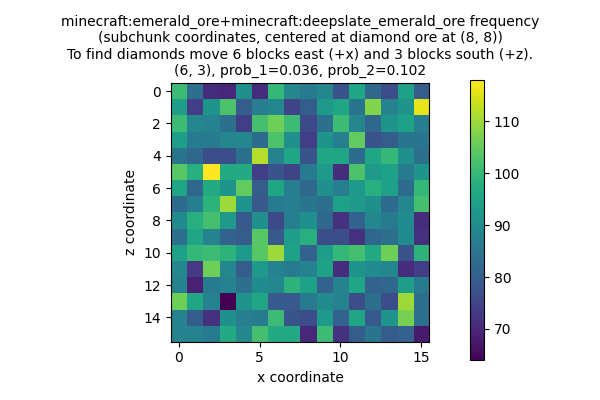 minecraft:emerald_ore+minecraft:deepslate_emerald_ore frequency
(subchunk coordinates, centered at diamond ore at (8, 8))
To find diamonds move 6 blocks east (+x) and 3 blocks south (+z).
(6, 3), prob_1=0.036, prob_2=0.102
0
2
4
6
8
10
12
14
z coordinate
0
5
10
15
x coordinate
110
100
90
80
70